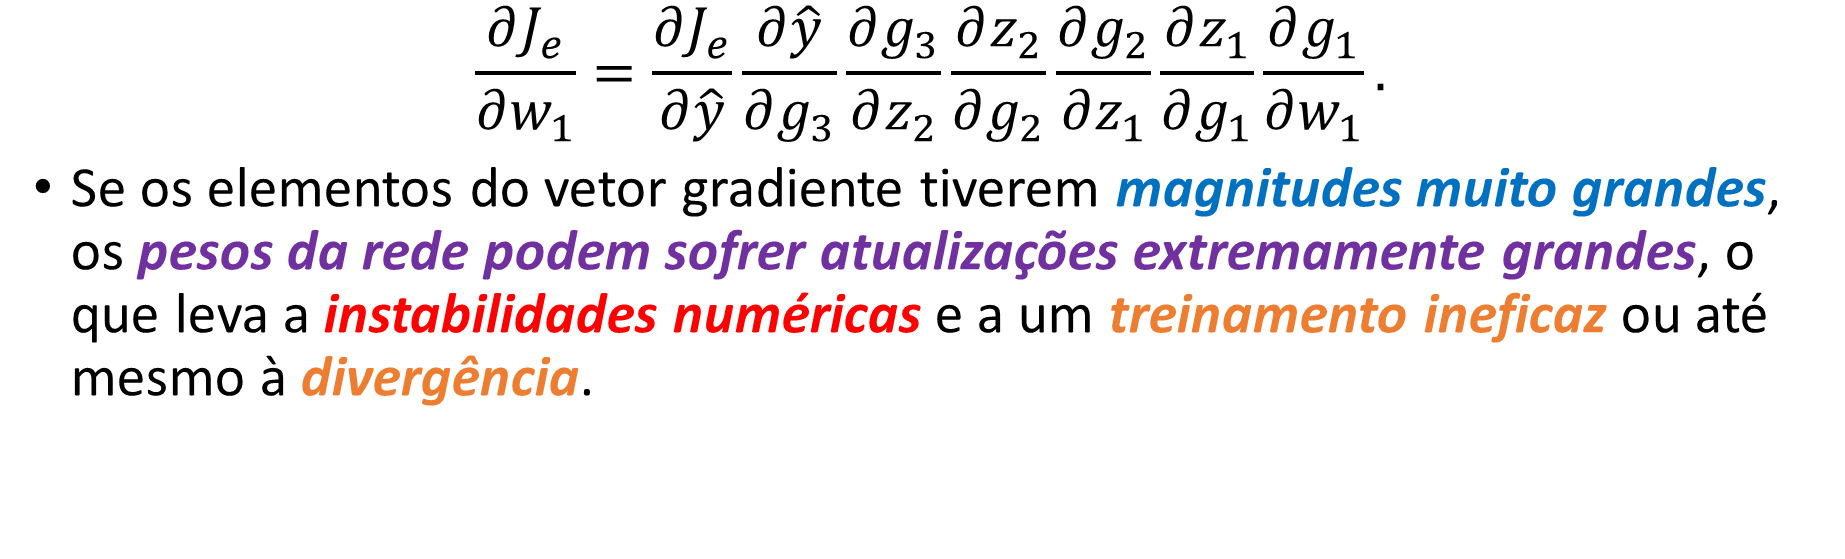 ∂J_e/∂w_1 = ∂J_e/∂ŷ ∂ŷ/∂g_3 ∂g_3/∂z_2 ∂z_2/∂g_2 ∂g_2/∂z_1 ∂z_1/∂g_1 ∂g_1/∂w_1 .
• Se os elementos do vetor gradiente tiverem magnitudes muito grandes,
os pesos da rede podem sofrer atualizações extremamente grandes, o
que leva a instabilidades numéricas e a um treinamento ineficaz ou até
mesmo à divergência.